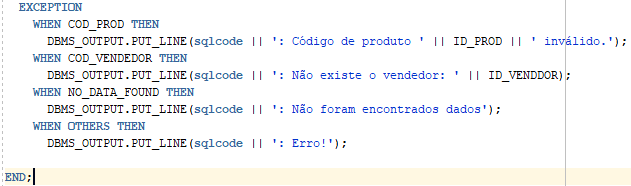 EXCEPTION
WHEN COD_PROD THEN
DBMS_OUTPUT.PUT_LINE(sqlcode || ': Código de produto ' || ID_PROD || ' inválido.');
WHEN COD_VENDEDOR THEN
DBMS_OUTPUT.PUT_LINE(sqlcode || ': Não existe o vendedor: ' || ID_VENDDOR);
WHEN NO_DATA_FOUND THEN
DBMS_OUTPUT.PUT_LINE(sqlcode || ': Não foram encontrados dados');
WHEN OTHERS THEN
DBMS_OUTPUT.PUT_LINE(sqlcode || ': Erro!');
END;